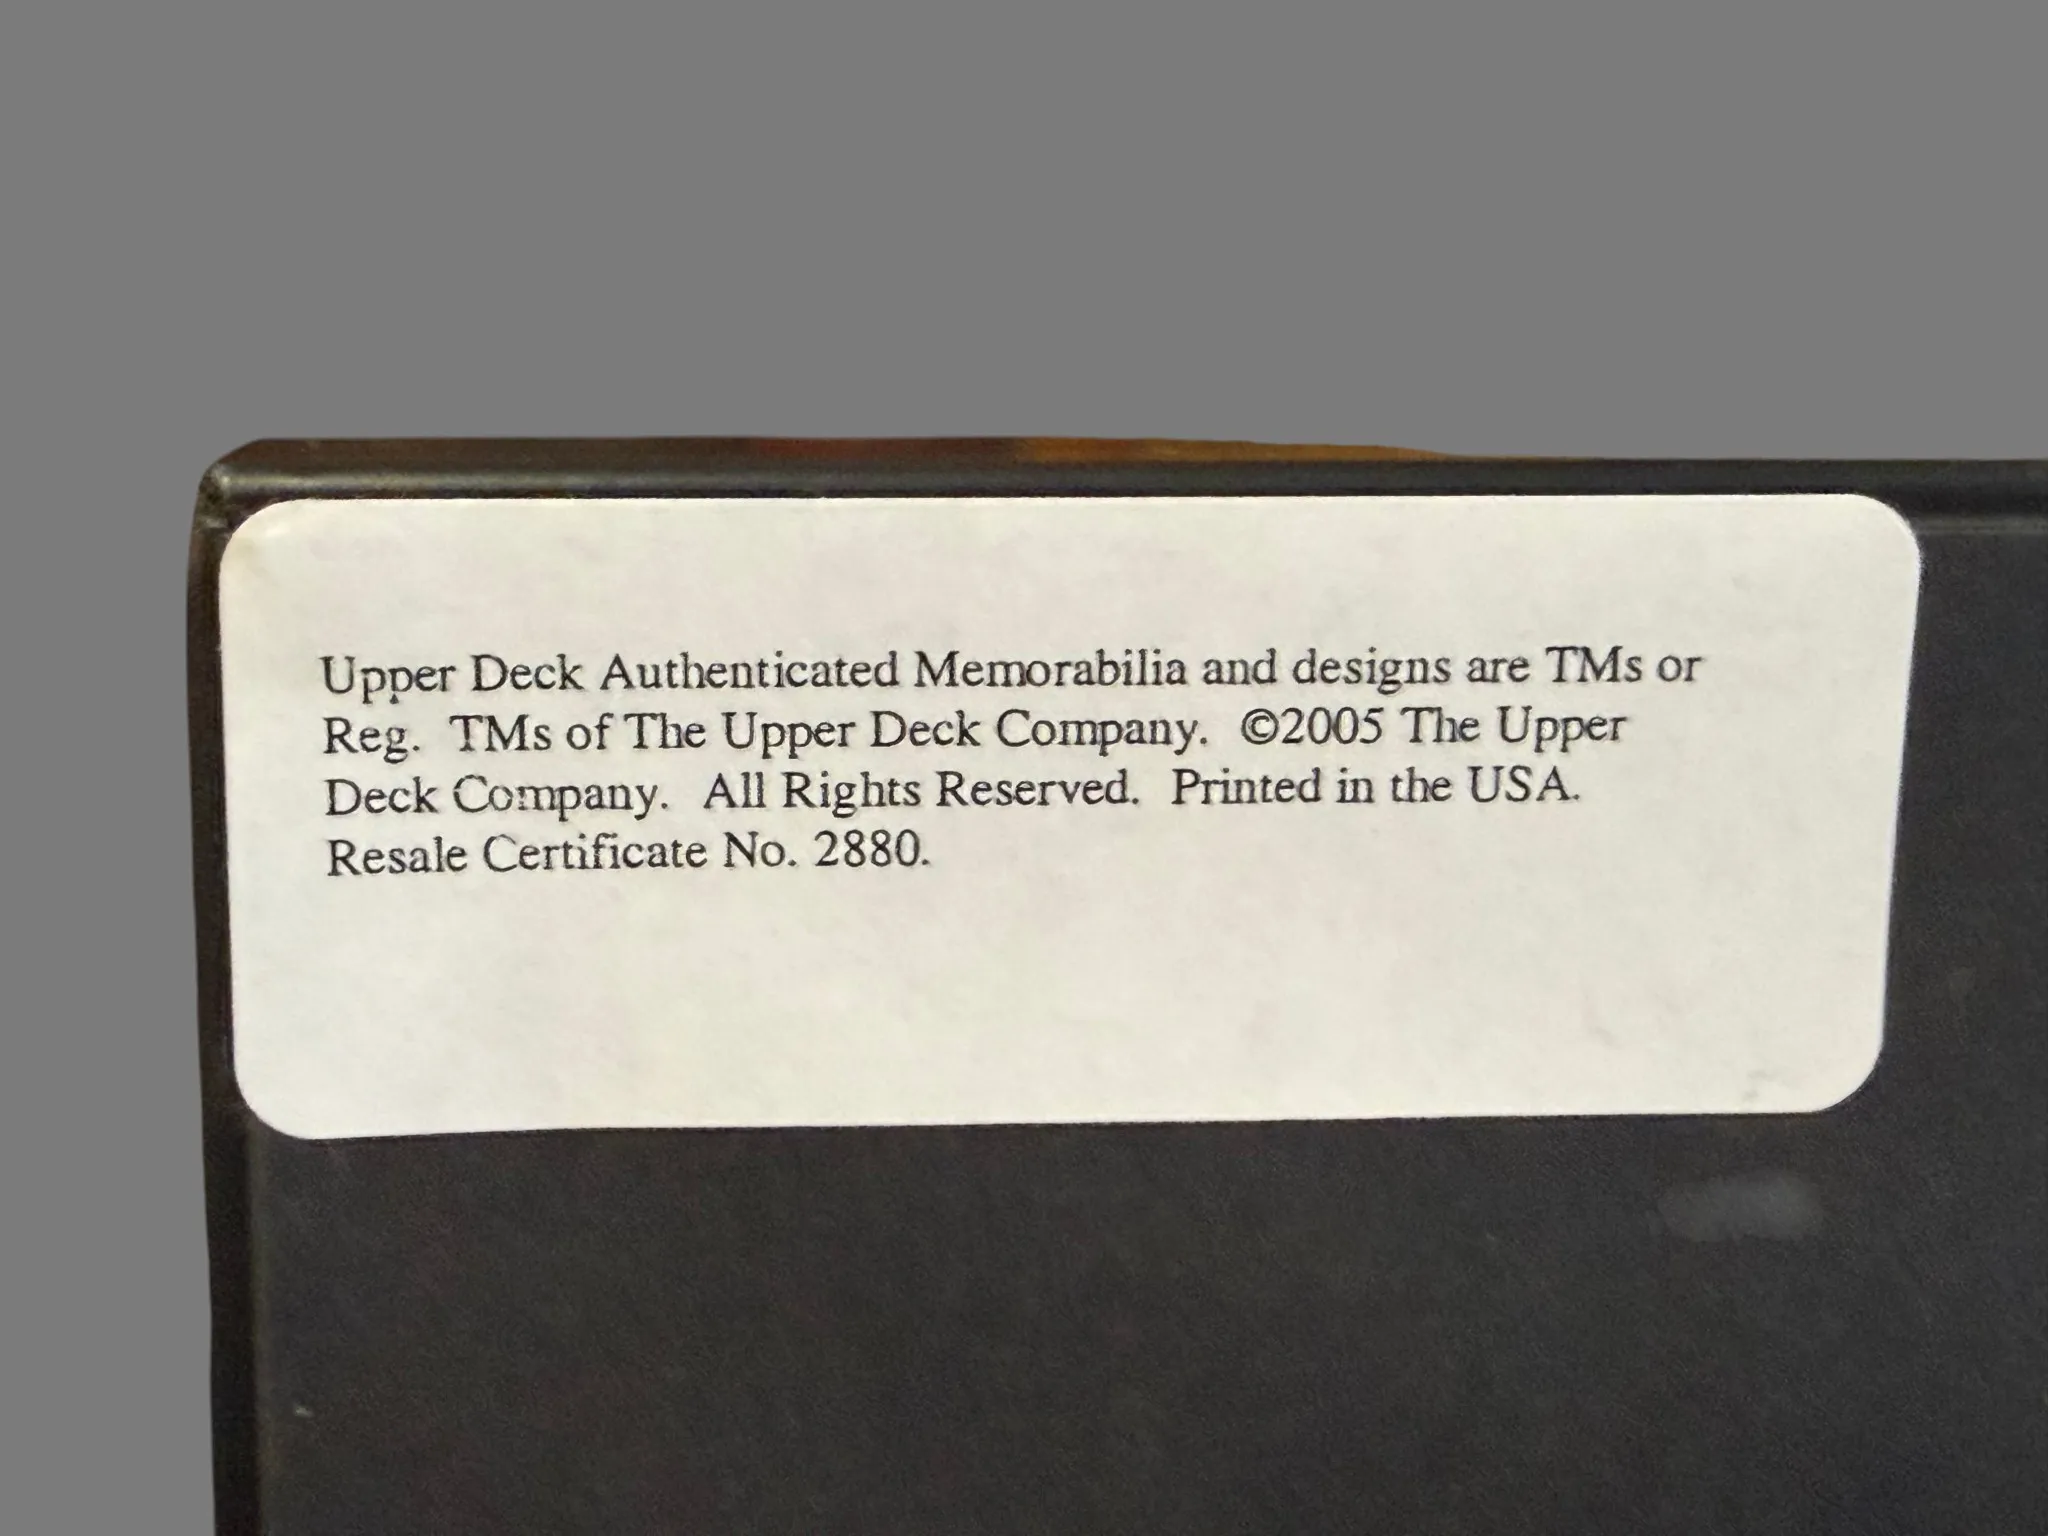 Upper Deck Authenticated Memorabilia and designs are TMs or
Reg. TMs of The Upper Deck Company. ©2005 The Upper
Deck Company. All Rights Reserved. Printed in the USA.
Resale Certificate No. 2880.